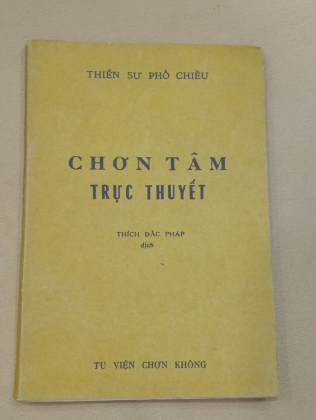 THIỀN SƯ PHỔ CHIẾU
CHƠN TÂM
TRỰC THUYẾT
THÍCH ĐẮC PHÁP
dịch
TU VIỆN CHƠN KHÔNG